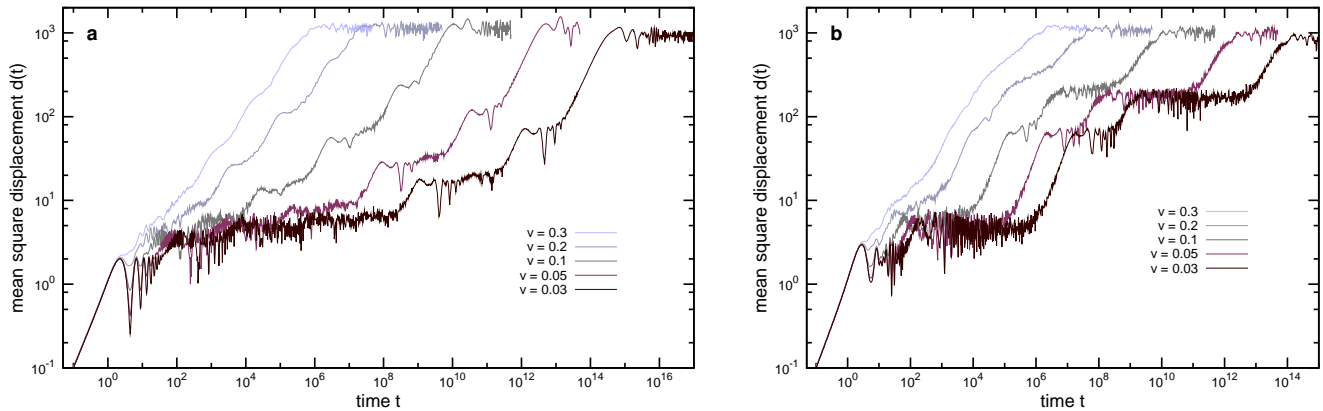 a
mean square displacement d(t)
10^3
10^2
10^1
10^0
10^-1
v = 0.3
v = 0.2
v = 0.1
v = 0.05
v = 0.03
10^0 10^2 10^4 10^6 10^8 10^10 10^12 10^14 10^16
time t
b
mean square displacement d(t)
10^3
10^2
10^1
10^0
10^-1
v = 0.3
v = 0.2
v = 0.1
v = 0.05
v = 0.03
10^0 10^2 10^4 10^6 10^8 10^10 10^12 10^14
time t